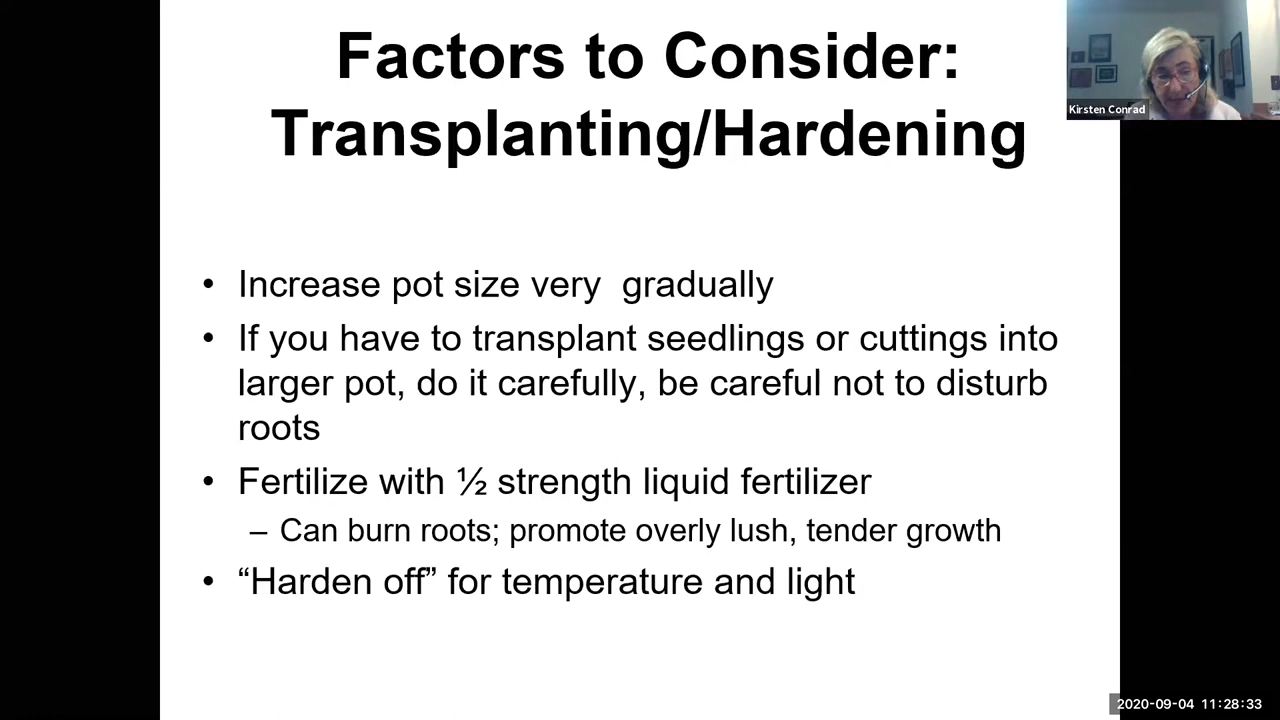 Factors to Consider:
Transplanting/Hardening
Kirsten Conrad
• Increase pot size very  gradually
• If you have to transplant seedlings or cuttings into
larger pot, do it carefully, be careful not to disturb
roots
• Fertilize with ½ strength liquid fertilizer
– Can burn roots; promote overly lush, tender growth
• “Harden off” for temperature and light
2020-09-04 11:28:33